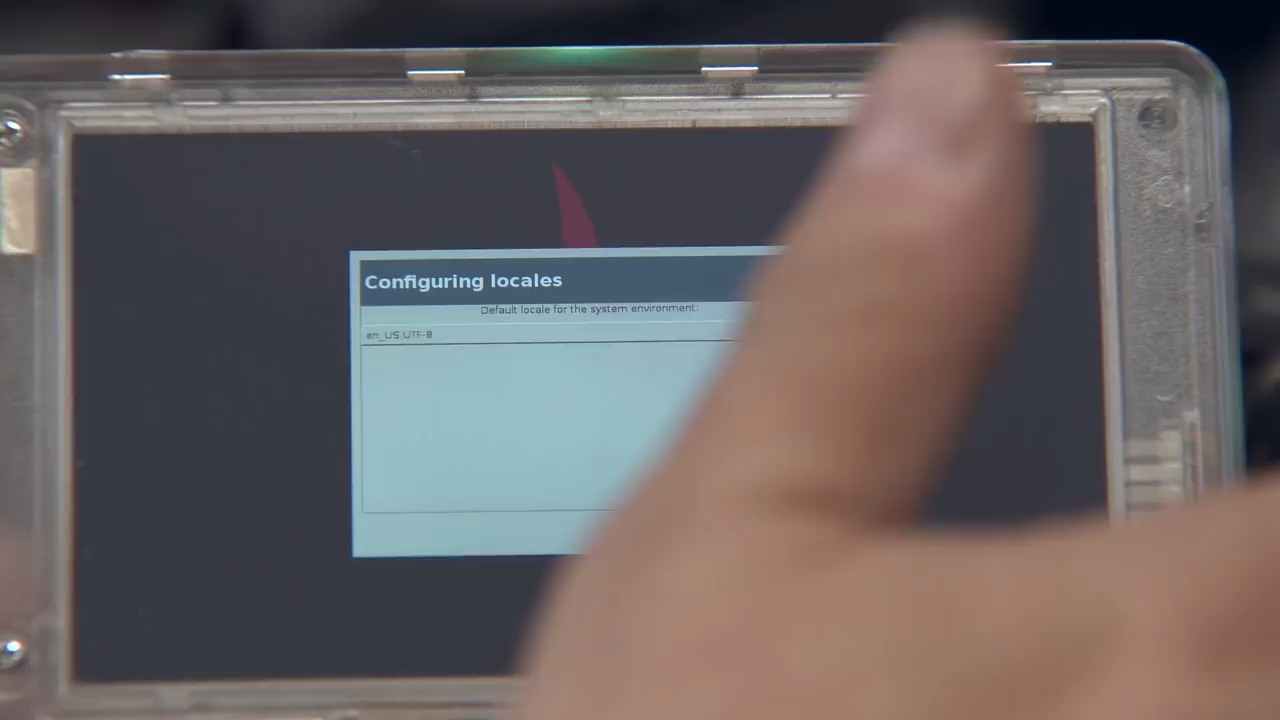 Configuring locales
Default locale for the system environment:
en_US.UTF-8